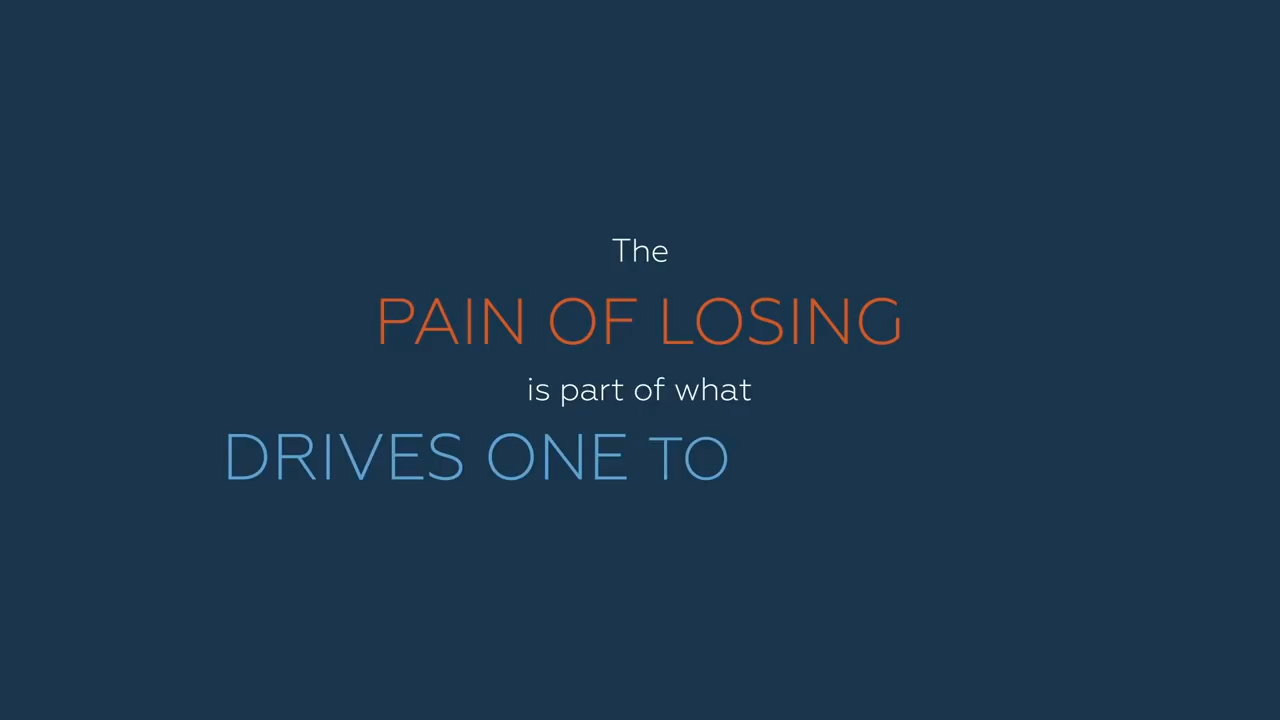 The
PAIN OF LOSING
is part of what
DRIVES ONE TO